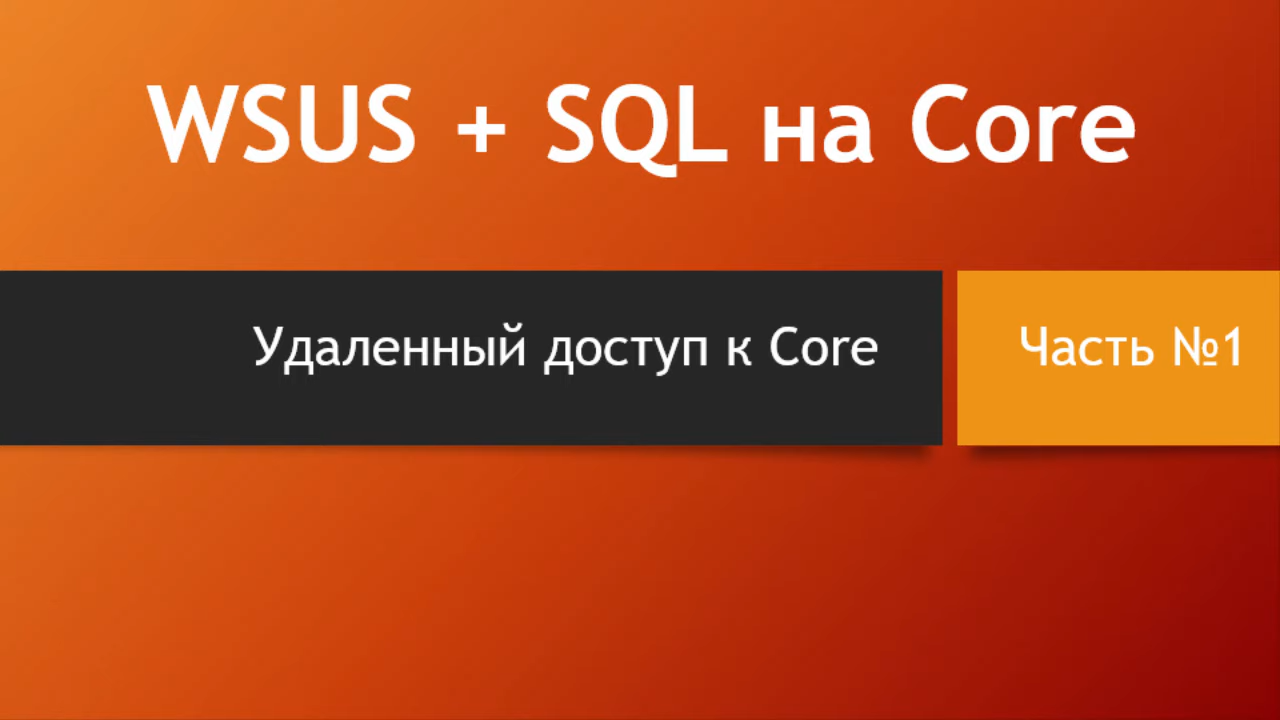 WSUS + SQL на Core
Удаленный доступ к Core
Часть №1